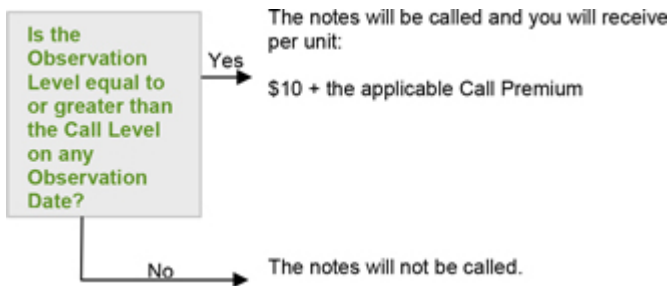 Is the
Observation
Level equal to
or greater than
the Call Level
on any
Observation
Date?
Yes
The notes will be called and you will receive
per unit:
$10 + the applicable Call Premium
No
The notes will not be called.